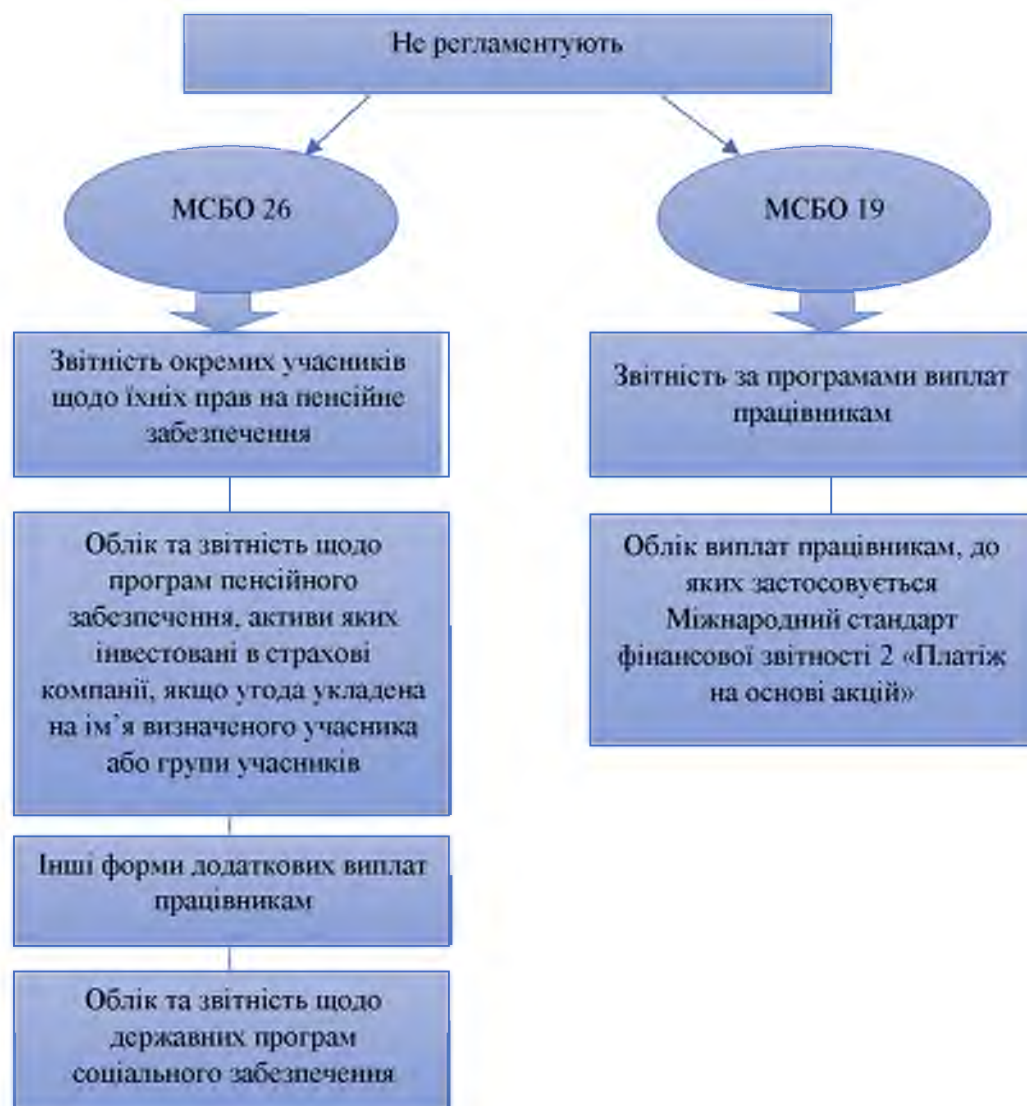 Не регламентують
МСБО 26
МСБО 19
Звітність окремих учасників
щодо їхніх прав на пенсійне
забезпечення
Облік та звітність щодо
програм пенсійного
забезпечення, активи яких
інвестовані в страхові
компанії, якщо угода укладена
на ім’я визначеного учасника
або групи учасників
Інші форми додаткових виплат
працівникам
Облік та звітність щодо
державних програм
соціального забезпечення
Звітність за програмами виплат
працівникам
Облік виплат працівникам, до
яких застосовується
Міжнародний стандарт
фінансової звітності 2 «Платіж
на основі акцій»